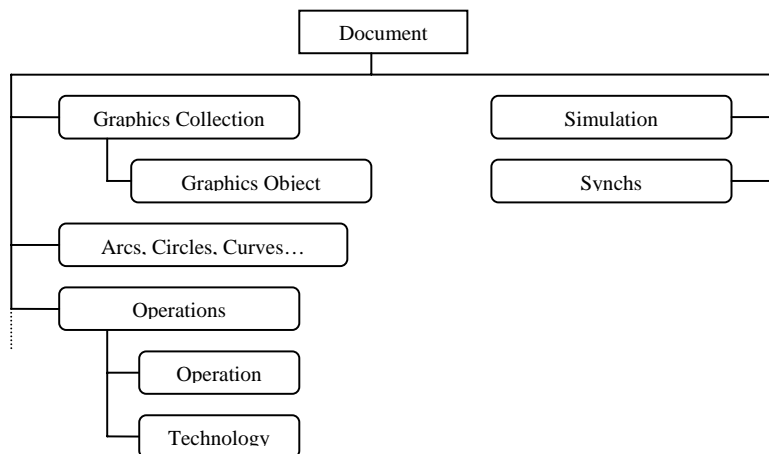 Document
Graphics Collection
Simulation
Graphics Object
Synchs
Arcs, Circles, Curves…
Operations
Operation
Technology